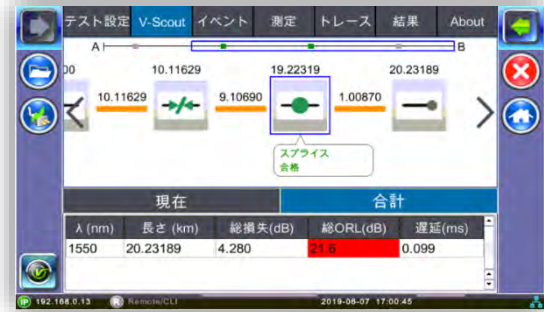 テスト設定 V-Scout イベント 測定 トレース 結果 About
A B
00 10.11629 19.22319 20.23189
10.11629 9.10690 1.00870
スプライス
合格
現在 合計
λ (nm) 長さ (km) 総損失(dB) 総ORL(dB) 遅延(ms)
1550 20.23189 4.280 21.6 0.099
IP 192.168.0.13 R Remote/CLI 2019-06-07 17:00:45